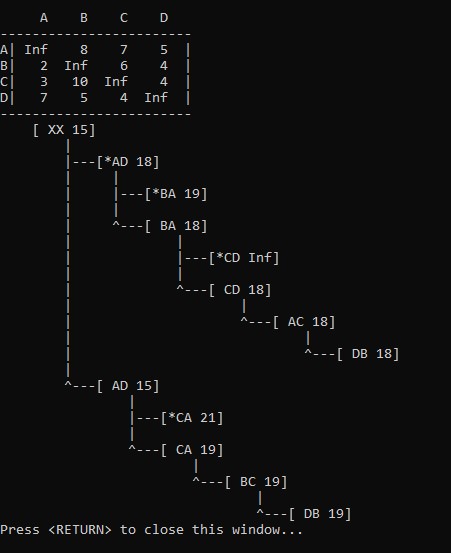 A    B    C    D
------------------------
A| Inf    8    7    5  |
B|   2  Inf    6    4  |
C|   3   10  Inf    4  |
D|   7    5    4  Inf  |
------------------------
    [ XX 15]
        |
        |---[*AD 18]
        |     |
        |     |---[*BA 19]
        |     |
        |     ^---[ BA 18]
        |             |
        |             |---[*CD Inf]
        |             |
        |             ^---[ CD 18]
        |                     |
        |                     ^---[ AC 18]
        |                             |
        |                             ^---[ DB 18]
        |
        ^---[ AD 15]
                |
                |---[*CA 21]
                |
                ^---[ CA 19]
                        |
                        ^---[ BC 19]
                                |
                                ^---[ DB 19]
Press <RETURN> to close this window...